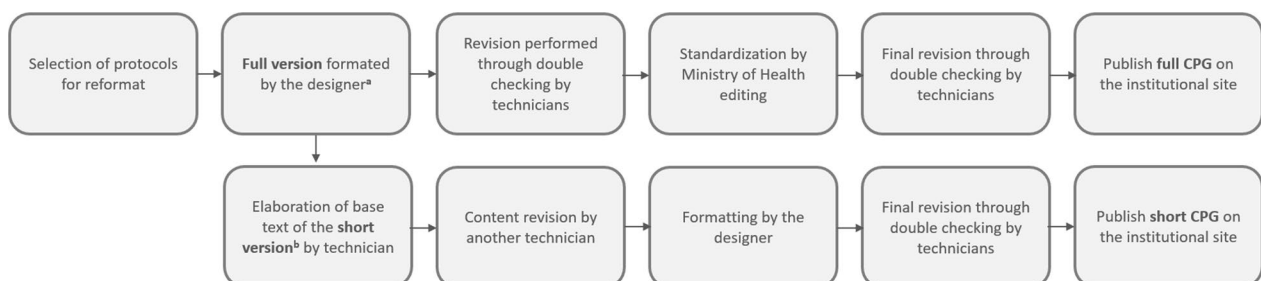 Selection of protocols
for reformat
Full version formated
by the designerᵃ
Revision performed
through double
checking by
technicians
Standardization by
Ministry of Health
editing
Final revision through
double checking by
technicians
Publish full CPG on
the institutional site
Elaboration of base
text of the short
versionᵇ by technician
Content revision by
another technician
Formatting by the
designer
Final revision through
double checking by
technicians
Publish short CPG on
the institutional site